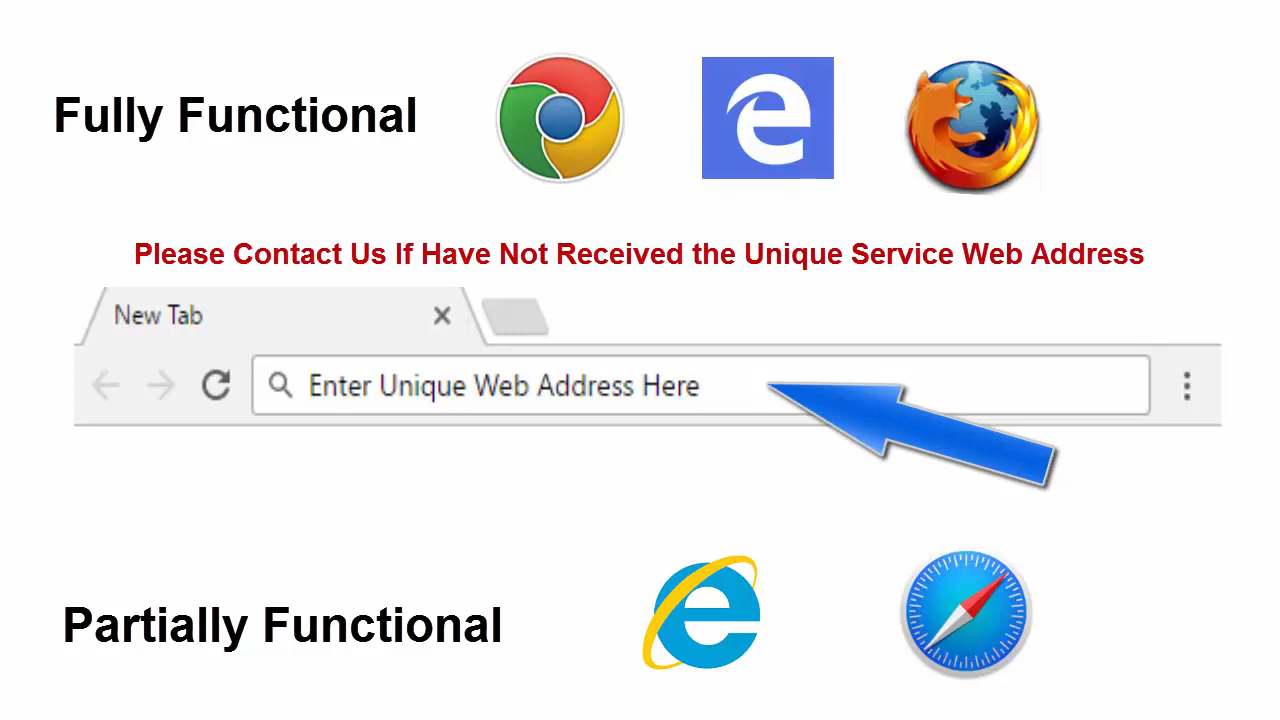 Fully Functional
Please Contact Us If Have Not Received the Unique Service Web Address
New Tab
Enter Unique Web Address Here
Partially Functional